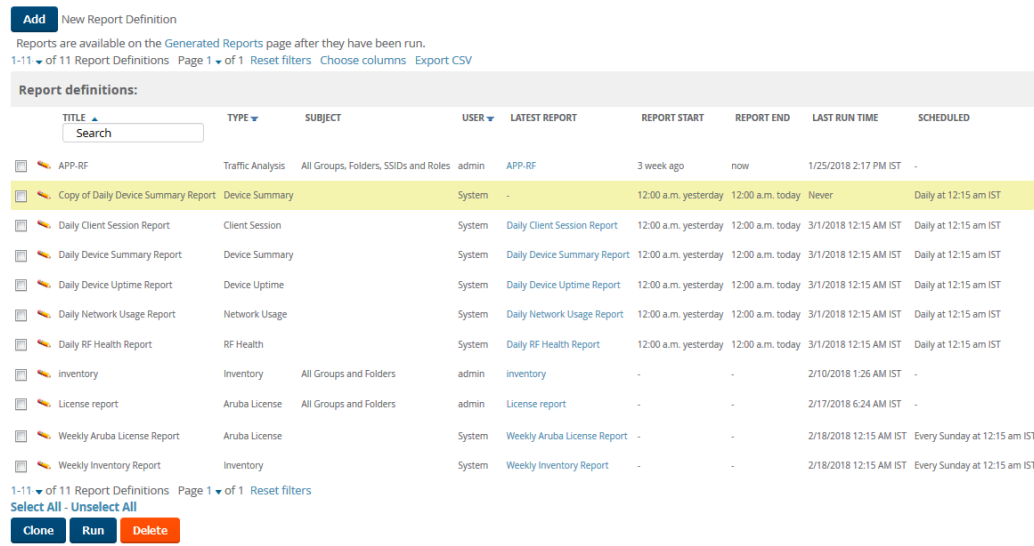 Add New Report Definition
Reports are available on the Generated Reports page after they have been run.
1-11 of 11 Report Definitions Page 1 of 1 Reset filters Choose columns Export CSV
Report definitions:
TITLE TYPE SUBJECT USER LATEST REPORT REPORT START REPORT END LAST RUN TIME SCHEDULED
Search
APP-RF Traffic Analysis All Groups, Folders, SSIDs and Roles admin APP-RF 3 week ago now 1/25/2018 2:17 PM IST -
Copy of Daily Device Summary Report Device Summary System - 12:00 a.m. yesterday 12:00 a.m. today Never Daily at 12:15 am IST
Daily Client Session Report Client Session System Daily Client Session Report 12:00 a.m. yesterday 12:00 a.m. today 3/1/2018 12:15 AM IST Daily at 12:15 am IST
Daily Device Summary Report Device Summary System Daily Device Summary Report 12:00 a.m. yesterday 12:00 a.m. today 3/1/2018 12:15 AM IST Daily at 12:15 am IST
Daily Device Uptime Report Device Uptime System Daily Device Uptime Report 12:00 a.m. yesterday 12:00 a.m. today 3/1/2018 12:15 AM IST Daily at 12:15 am IST
Daily Network Usage Report Network Usage System Daily Network Usage Report 12:00 a.m. yesterday 12:00 a.m. today 3/1/2018 12:15 AM IST Daily at 12:15 am IST
Daily RF Health Report RF Health System Daily RF Health Report 12:00 a.m. yesterday 12:00 a.m. today 3/1/2018 12:15 AM IST Daily at 12:15 am IST
inventory Inventory All Groups and Folders admin inventory - - 2/10/2018 1:26 AM IST -
License report Aruba License All Groups and Folders admin License report - - 2/17/2018 6:24 AM IST -
Weekly Aruba License Report Aruba License System Weekly Aruba License Report - - 2/18/2018 12:15 AM IST Every Sunday at 12:15 am IST
Weekly Inventory Report Inventory System Weekly Inventory Report - - 2/18/2018 12:15 AM IST Every Sunday at 12:15 am IST
1-11 of 11 Report Definitions Page 1 of 1 Reset filters
Select All - Unselect All
Clone Run Delete